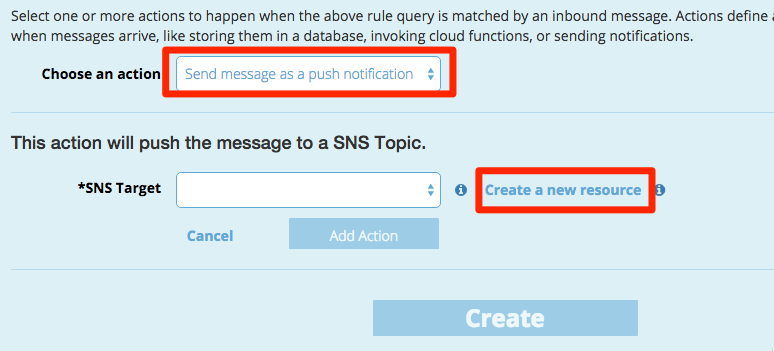 Select one or more actions to happen when the above rule query is matched by an inbound message. Actions define
when messages arrive, like storing them in a database, invoking cloud functions, or sending notifications.
Choose an action Send message as a push notification
This action will push the message to a SNS Topic.
*SNS Target Create a new resource
Cancel Add Action
Create